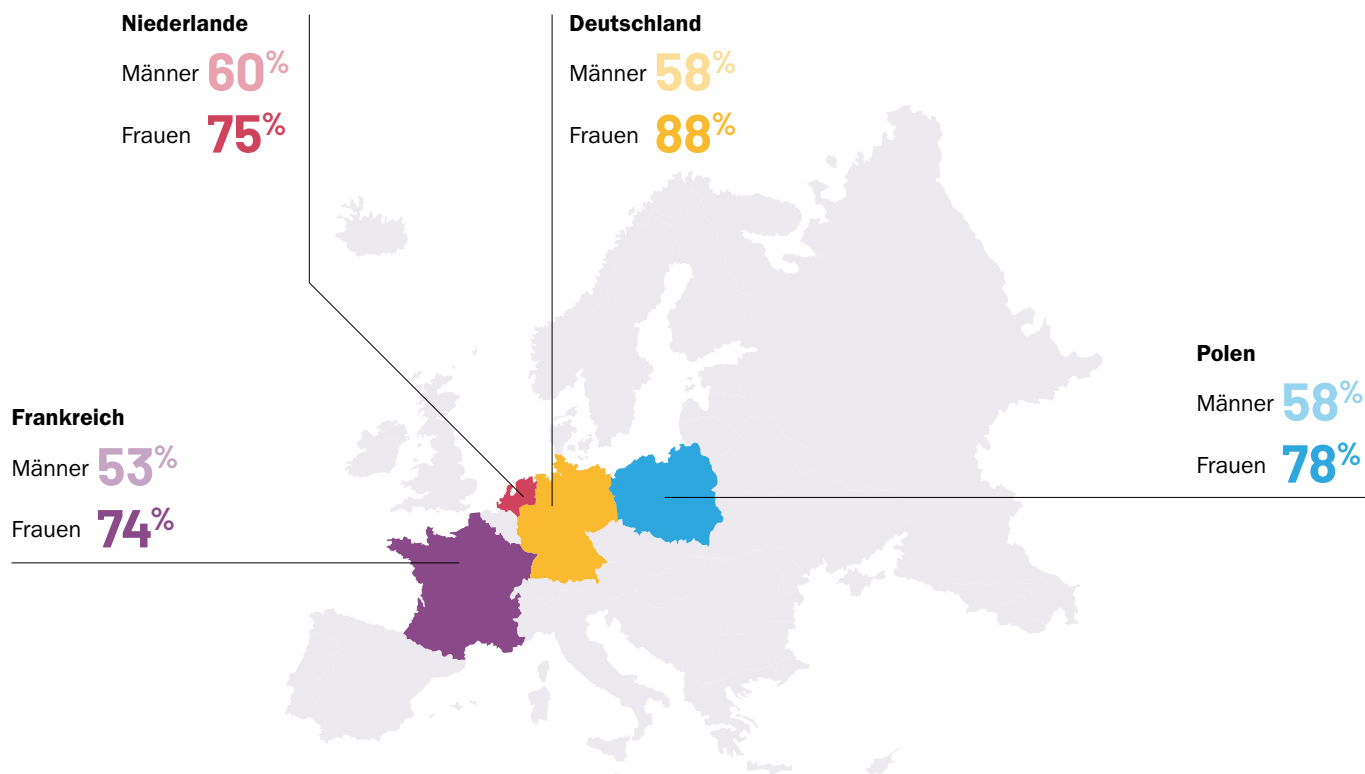 Niederlande
Männer 60%
Frauen 75%
Deutschland
Männer 58%
Frauen 88%
Frankreich
Männer 53%
Frauen 74%
Polen
Männer 58%
Frauen 78%